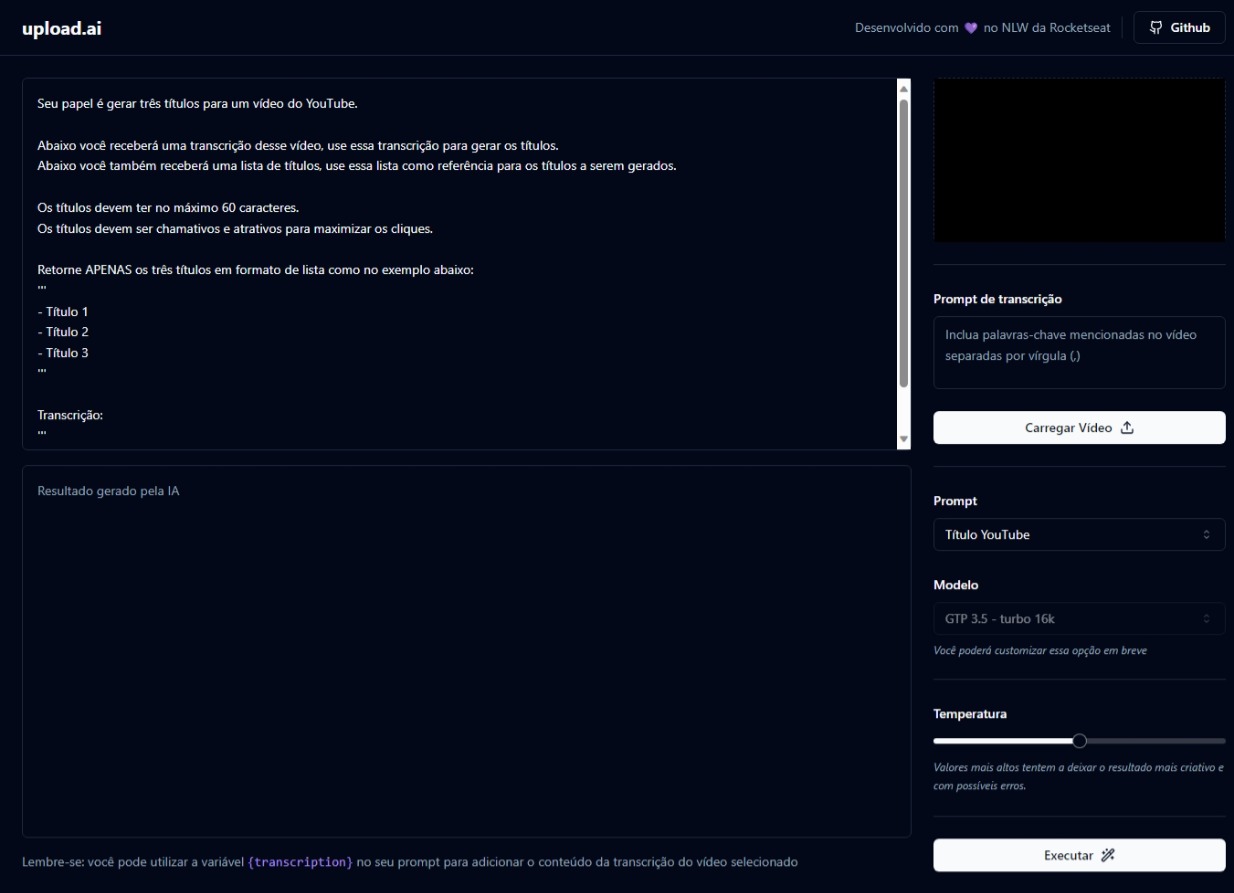 upload.ai
Desenvolvido com 💜 no NLW da Rocketseat
Github
Seu papel é gerar três títulos para um vídeo do YouTube.
Abaixo você receberá uma transcrição desse vídeo, use essa transcrição para gerar os títulos.
Abaixo você também receberá uma lista de títulos, use essa lista como referência para os títulos a serem gerados.
Os títulos devem ter no máximo 60 caracteres.
Os títulos devem ser chamativos e atrativos para maximizar os cliques.
Retorne APENAS os três títulos em formato de lista como no exemplo abaixo:
'''
- Título 1
- Título 2
- Título 3
'''
Transcrição:
'''
Resultado gerado pela IA
Lembre-se: você pode utilizar a variável {transcription} no seu prompt para adicionar o conteúdo da transcrição do vídeo selecionado
Prompt de transcrição
Inclua palavras-chave mencionadas no vídeo
separadas por vírgula (,)
Carregar Vídeo
Prompt
Título YouTube
Modelo
GTP 3.5 - turbo 16k
Você poderá customizar essa opção em breve
Temperatura
Valores mais altos tentem a deixar o resultado mais criativo e
com possíveis erros.
Executar